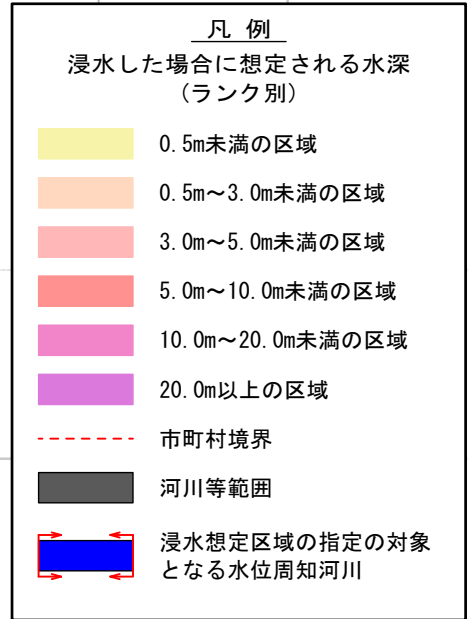 凡 例
浸水した場合に想定される水深
（ランク別）
0.5m未満の区域
0.5m～3.0m未満の区域
3.0m～5.0m未満の区域
5.0m～10.0m未満の区域
10.0m～20.0m未満の区域
20.0m以上の区域
市町村境界
河川等範囲
浸水想定区域の指定の対象
となる水位周知河川